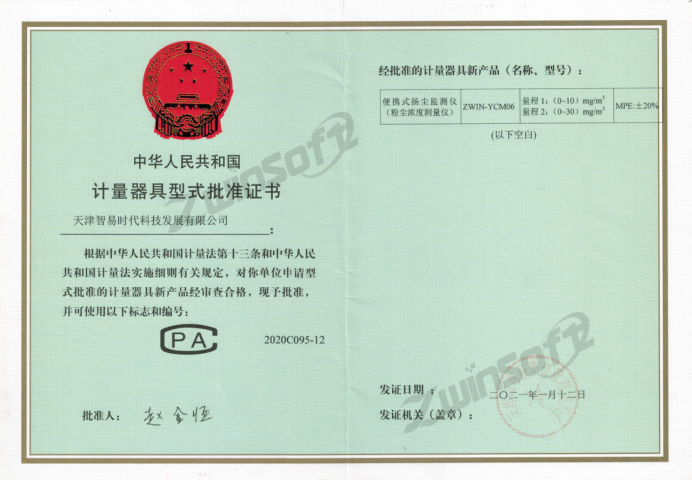 中华人民共和国
计量器具型式批准证书
天津智易时代科技发展有限公司：
根据中华人民共和国计量法第十三条和中华人民
共和国计量法实施细则有关规定，对你单位申请型
式批准的计量器具新产品经审查合格，现予批准，
并可使用以下标志和编号：
CPA 2020C095-12
批准人： 赵金恒
经批准的计量器具新产品（名称、型号）：
便携式扬尘监测仪
（粉尘浓度测量仪） ZWIN-YCM06 量程 1：（0~10）mg/m³
量程 2：（0~30）mg/m³ MPE:±20%
（以下空白）
发证日期： 二〇二一年一月十二日
发证机关（盖章）：
Zwinsoft
Zwinsoft